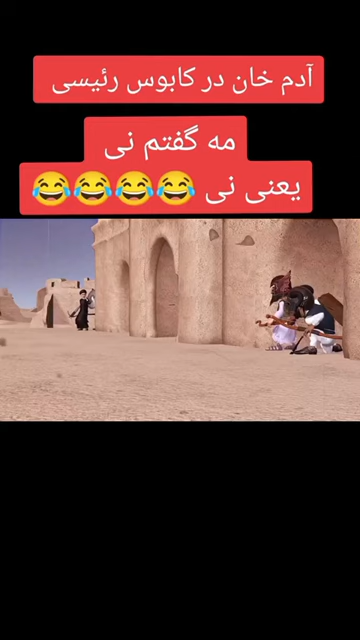 آدم خان در کابوس رئیسی
مه گفتم نی
یعنی نی 😂😂😂😂